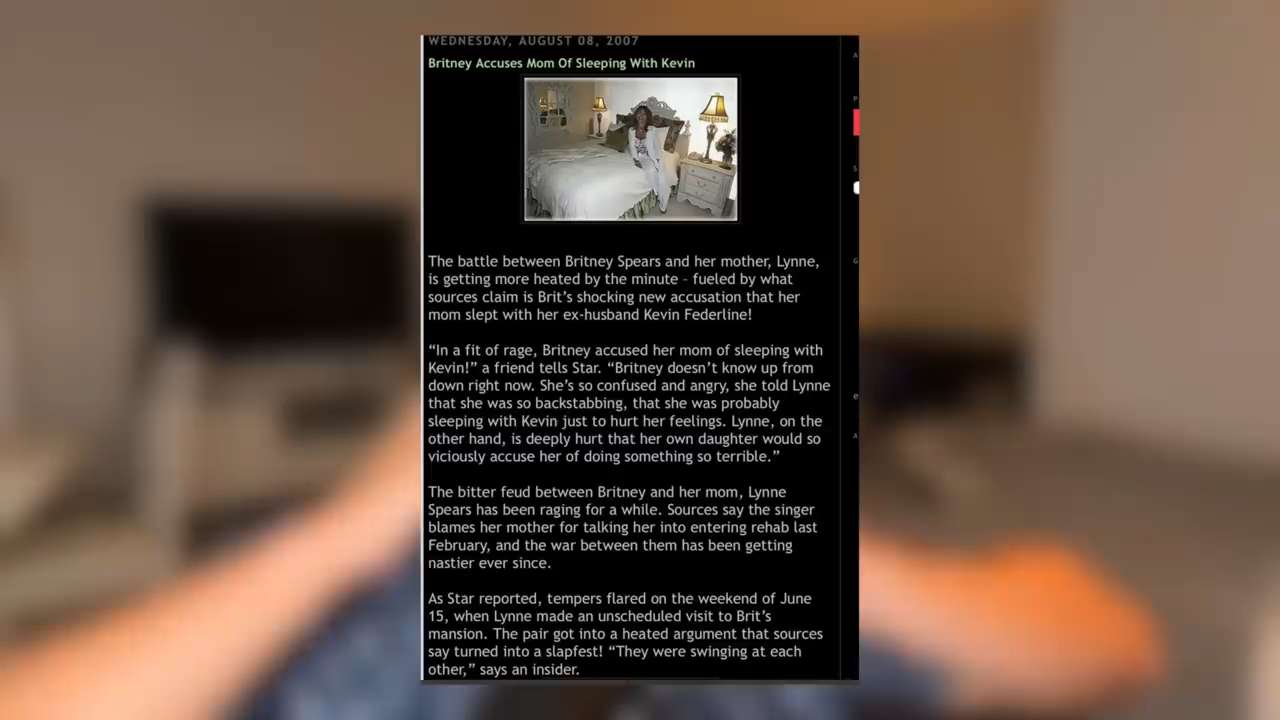 WEDNESDAY, AUGUST 08, 2007
Britney Accuses Mom Of Sleeping With Kevin
The battle between Britney Spears and her mother, Lynne,
is getting more heated by the minute – fueled by what
sources claim is Brit’s shocking new accusation that her
mom slept with her ex-husband Kevin Federline!
“In a fit of rage, Britney accused her mom of sleeping with
Kevin!” a friend tells Star. “Britney doesn’t know up from
down right now. She’s so confused and angry, she told Lynne
that she was so backstabbing, that she was probably
sleeping with Kevin just to hurt her feelings. Lynne, on the
other hand, is deeply hurt that her own daughter would so
viciously accuse her of doing something so terrible.”
The bitter feud between Britney and her mom, Lynne
Spears has been raging for a while. Sources say the singer
blames her mother for talking her into entering rehab last
February, and the war between them has been getting
nastier ever since.
As Star reported, tempers flared on the weekend of June
15, when Lynne made an unscheduled visit to Brit’s
mansion. The pair got into a heated argument that sources
say turned into a slapfest! “They were swinging at each
other,” says an insider.